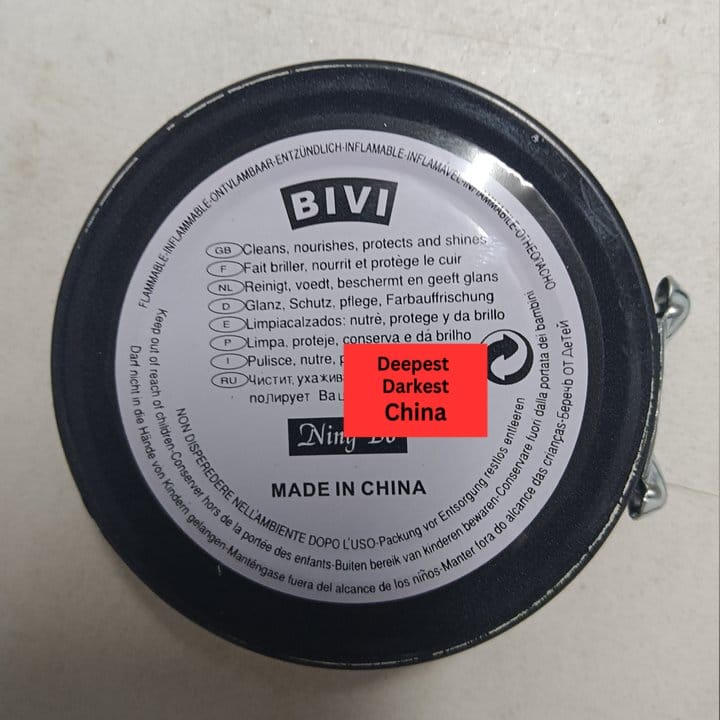 FLAMMABLE-INFLAMMABLE-ONTVLAMBAAR-ENTZÜNDLICH-INFLAMABLE-INFLAMÁVEL-INFIAMMABILE-ОГНЕОПАСНО
BIVI
GB Cleans, nourishes, protects and shines
F Fait briller, nourrit et protège le cuir
NL Reinigt, voedt, beschermt en geeft glans
D Glanz, Schutz, pflege, Farbauffrischung
E Limpiacalzados: nutrè, protege y da brillo
P Limpa, proteje, conserva e dá brilho
I Pulisce, nutre,
RU Чистит,
полирует
Deepest
Darkest
China
Ning Bo
MADE IN CHINA
NON DISPEREDERE NELL'AMBIENTE DOPO L'USO-Packung vor Entsorgung restlos entleeren
Keep out of reach of children-Conserver hors de la portée des enfants-Buiten bereik van kinderen bewaren-Conservare fuori dalla portata dei bambini
Darf nicht in die Hände von Kindern gelangen-Manténgase fuera del alcance de los niños-Manter fora do alcance das crianças-Беречь ОТ Детей